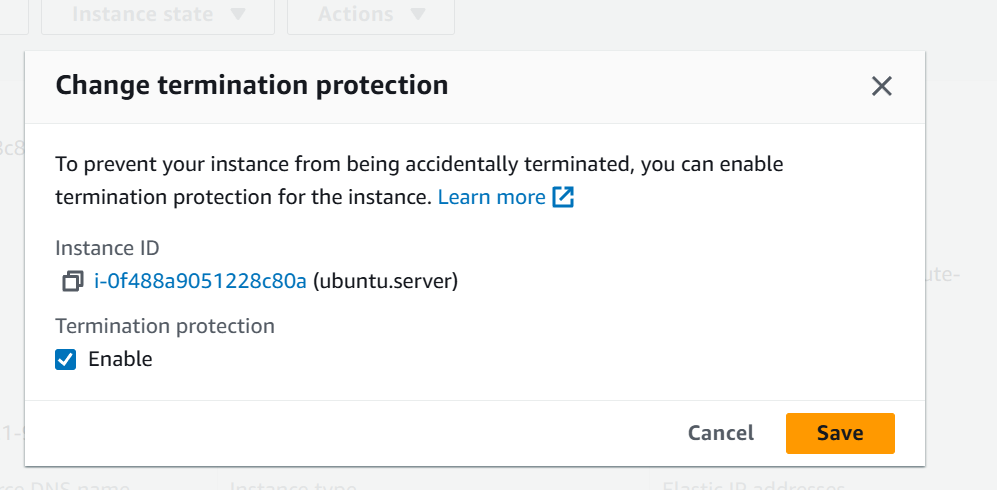 Instance state
Actions
Change termination protection
To prevent your instance from being accidentally terminated, you can enable
termination protection for the instance. Learn more
Instance ID
i-0f488a9051228c80a (ubuntu.server)
Termination protection
Enable
Cancel
Save
DNS name
Instance type
Elastic IP addresses